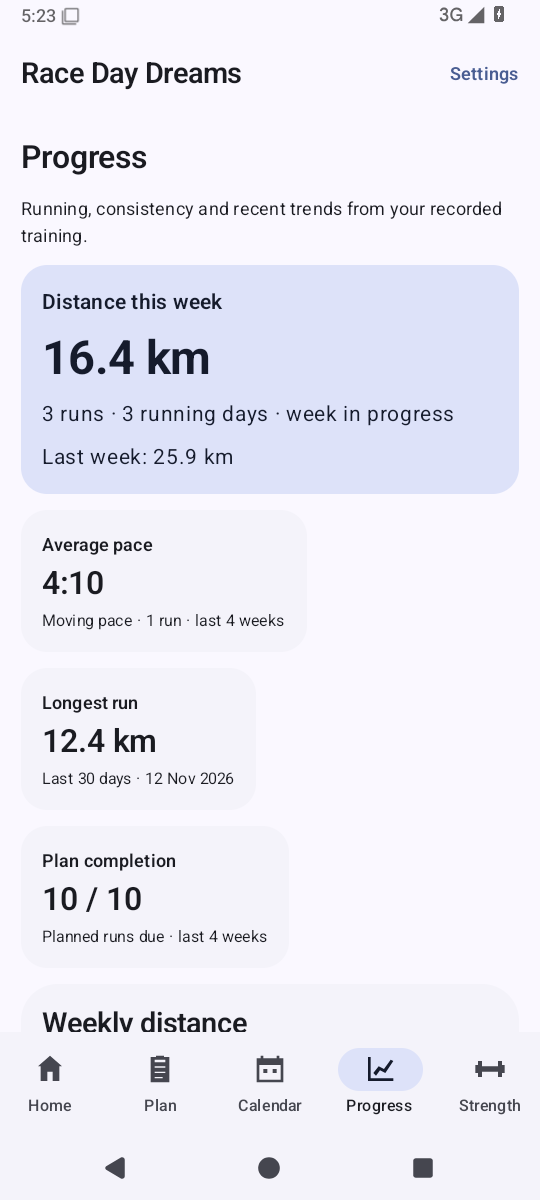 5:23
3G
Race Day Dreams
Settings
Progress
Running, consistency and recent trends from your recorded
training.
Distance this week
16.4 km
3 runs · 3 running days · week in progress
Last week: 25.9 km
Average pace
4:10
Moving pace · 1 run · last 4 weeks
Longest run
12.4 km
Last 30 days · 12 Nov 2026
Plan completion
10 / 10
Planned runs due · last 4 weeks
Weekly distance
Home
Plan
Calendar
Progress
Strength